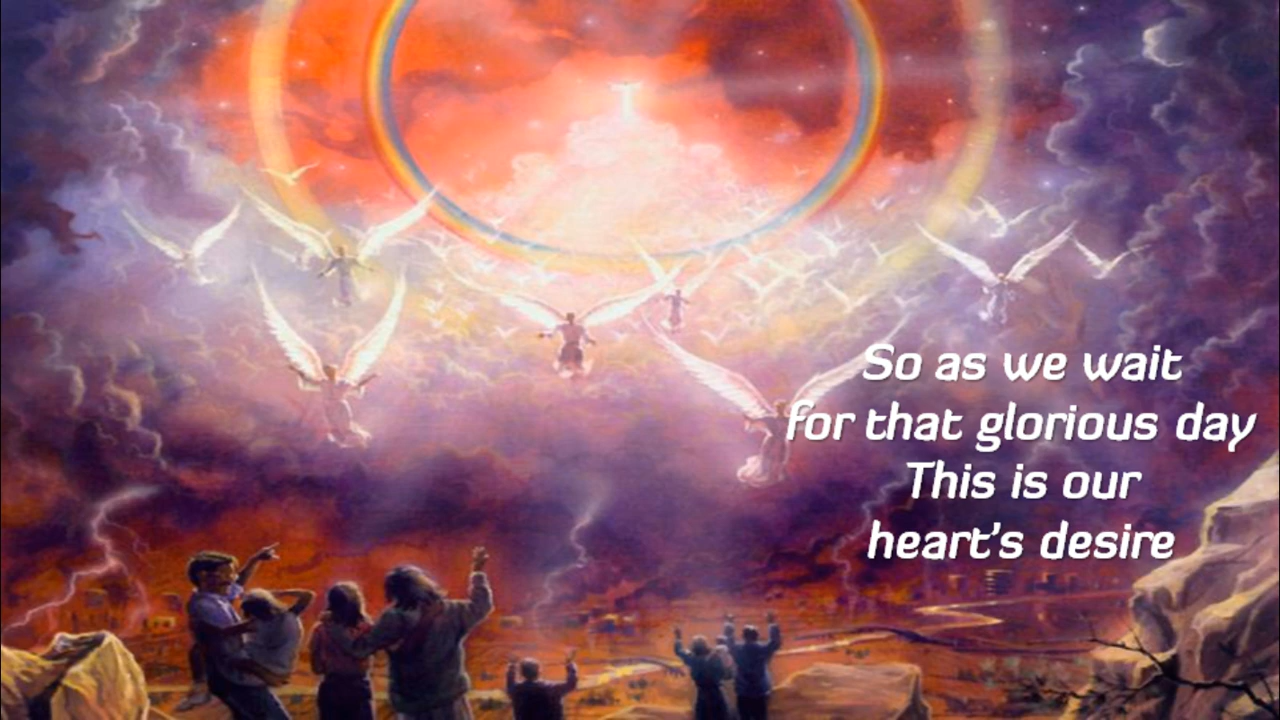 So as we wait
for that glorious day
This is our
heart's desire